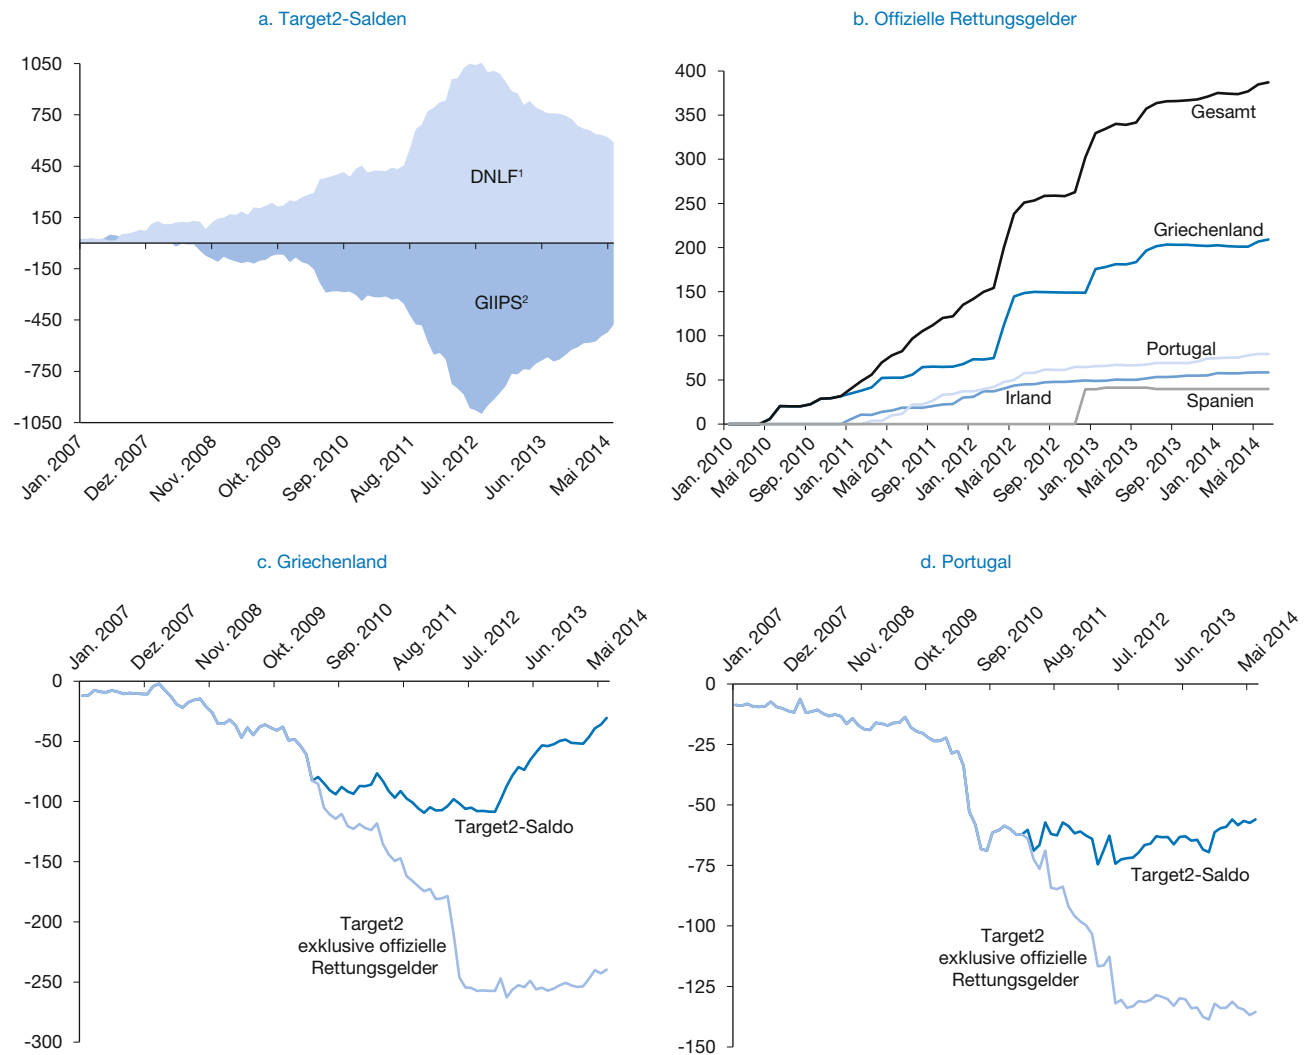 a. Target2-Salden
1050
750
450
150
-150
-450
-750
-1050
DNLF¹
GIIPS²
Jan. 2007
Dez. 2007
Nov. 2008
Okt. 2009
Sep. 2010
Aug. 2011
Jul. 2012
Jun. 2013
Mai 2014
b. Offizielle Rettungsgelder
400
350
300
250
200
150
100
50
0
Gesamt
Griechenland
Portugal
Irland
Spanien
Jan. 2010
Mai 2010
Sep. 2010
Jan. 2011
Mai 2011
Sep. 2011
Jan. 2012
Mai 2012
Sep. 2012
Jan. 2013
Mai 2013
Sep. 2013
Jan. 2014
Mai 2014
c. Griechenland
Jan. 2007
Dez. 2007
Nov. 2008
Okt. 2009
Sep. 2010
Aug. 2011
Jul. 2012
Jun. 2013
Mai 2014
0
-50
-100
-150
-200
-250
-300
Target2-Saldo
Target2
exklusive offizielle
Rettungsgelder
d. Portugal
Jan. 2007
Dez. 2007
Nov. 2008
Okt. 2009
Sep. 2010
Aug. 2011
Jul. 2012
Jun. 2013
Mai 2014
0
-25
-50
-75
-100
-125
-150
Target2-Saldo
Target2
exklusive offizielle
Rettungsgelder